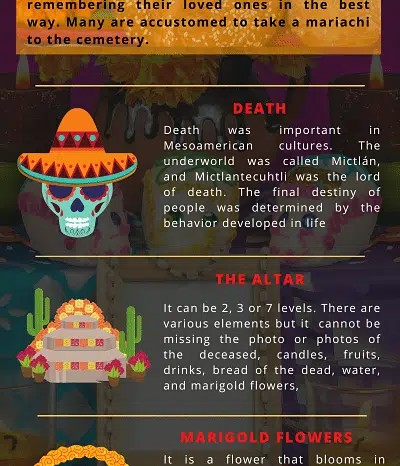 remembering their loved ones in the best
way. Many are accustomed to take a mariachi
to the cemetery.
DEATH
Death was important in
Mesoamerican cultures. The
underworld was called Mictlán,
and Mictlantecuhtli was the lord
of death. The final destiny of
people was determined by the
behavior developed in life
THE ALTAR
It can be 2, 3 or 7 levels. There are
various elements but it cannot be
missing the photo or photos of
the deceased, candles, fruits,
drinks, bread of the dead, water,
and marigold flowers,
MARIGOLD FLOWERS
It is a flower that blooms in